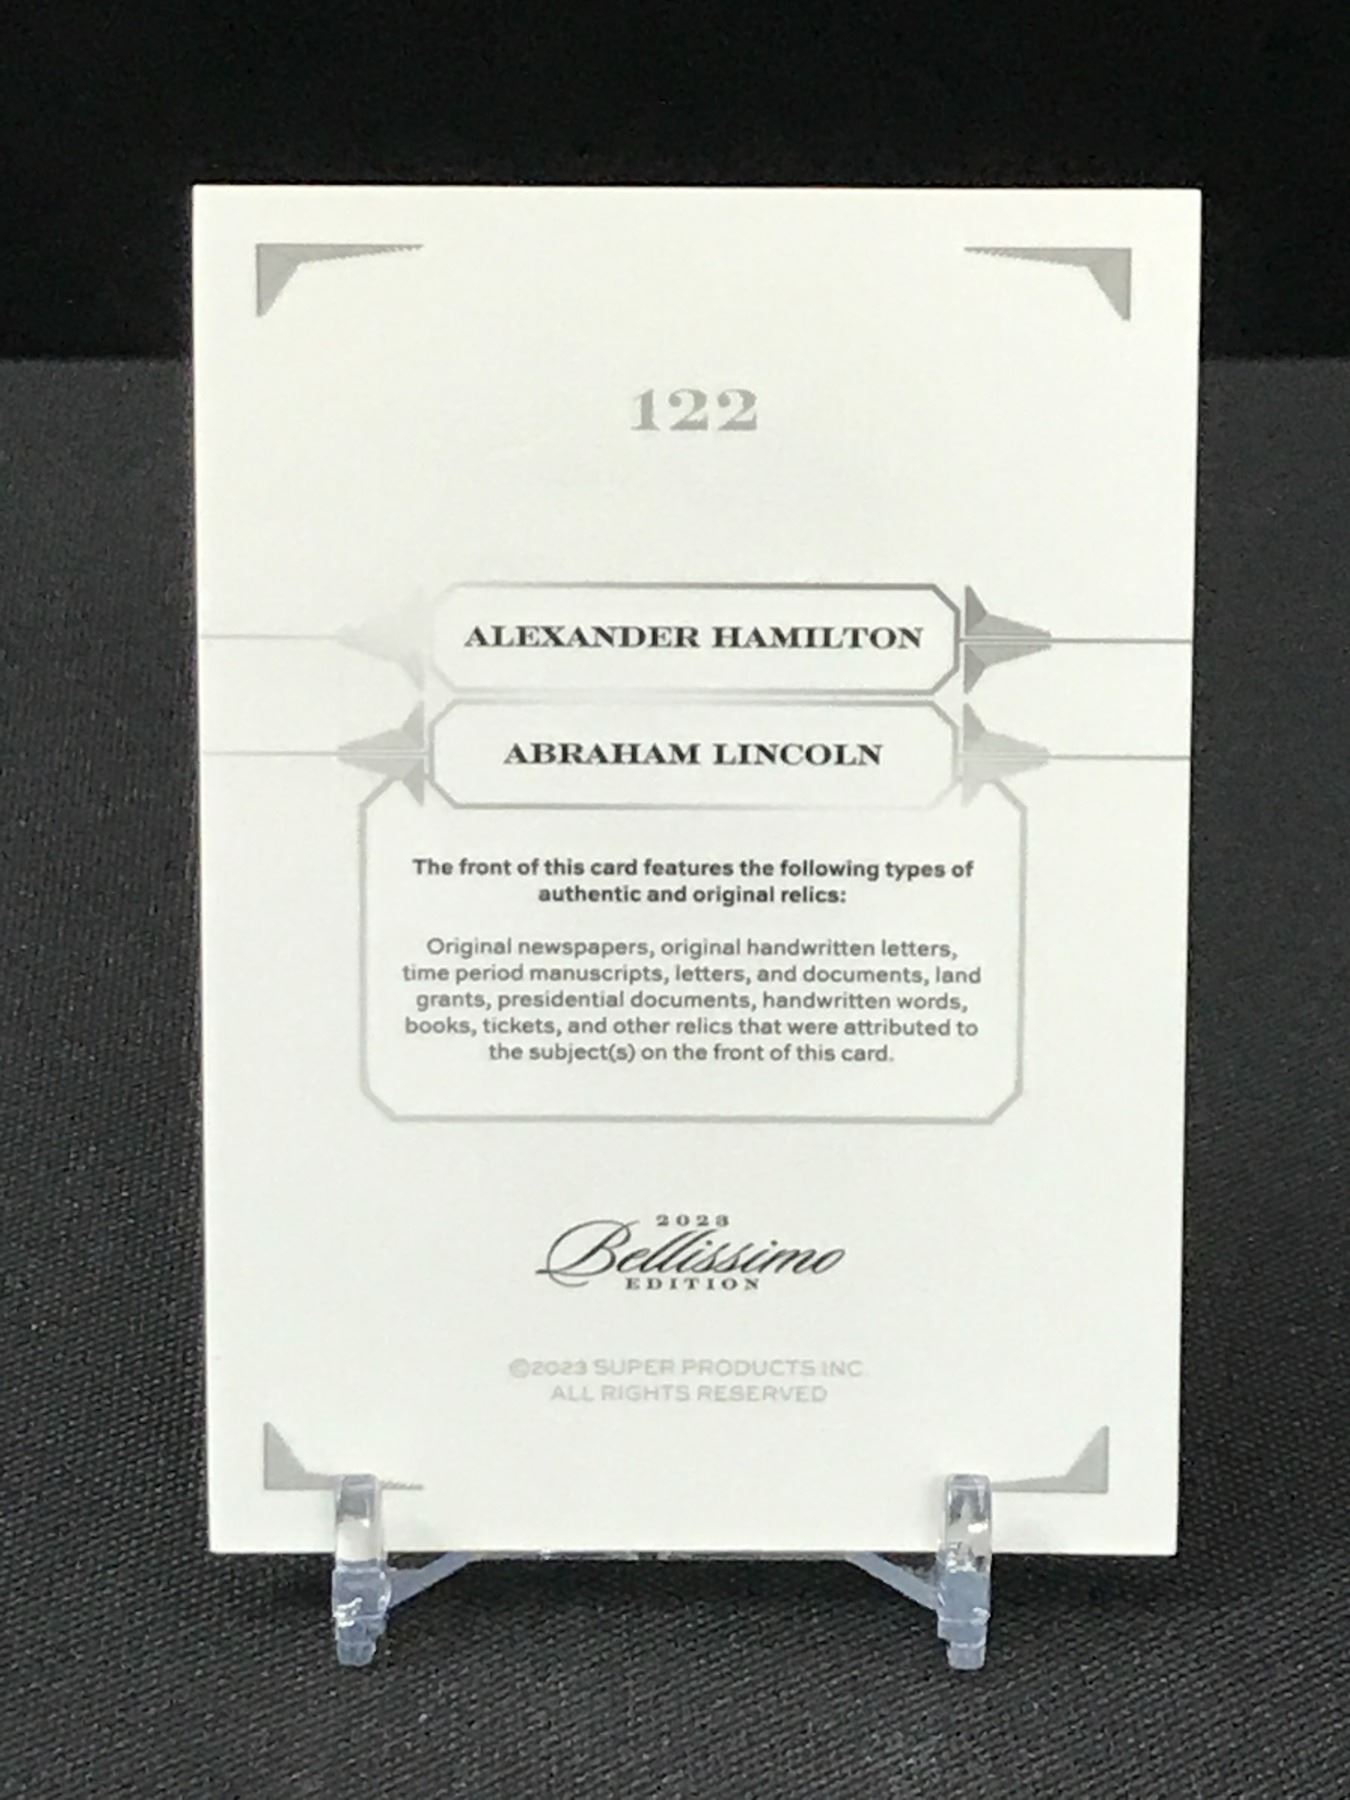 122
ALEXANDER HAMILTON
ABRAHAM LINCOLN
The front of this card features the following types of
authentic and original relics:
Original newspapers, original handwritten letters,
time period manuscripts, letters, and documents, land
grants, presidential documents, handwritten words,
books, tickets, and other relics that were attributed to
the subject(s) on the front of this card.
2023
Bellissimo
EDITION
©2023 SUPER PRODUCTS INC.
ALL RIGHTS RESERVED